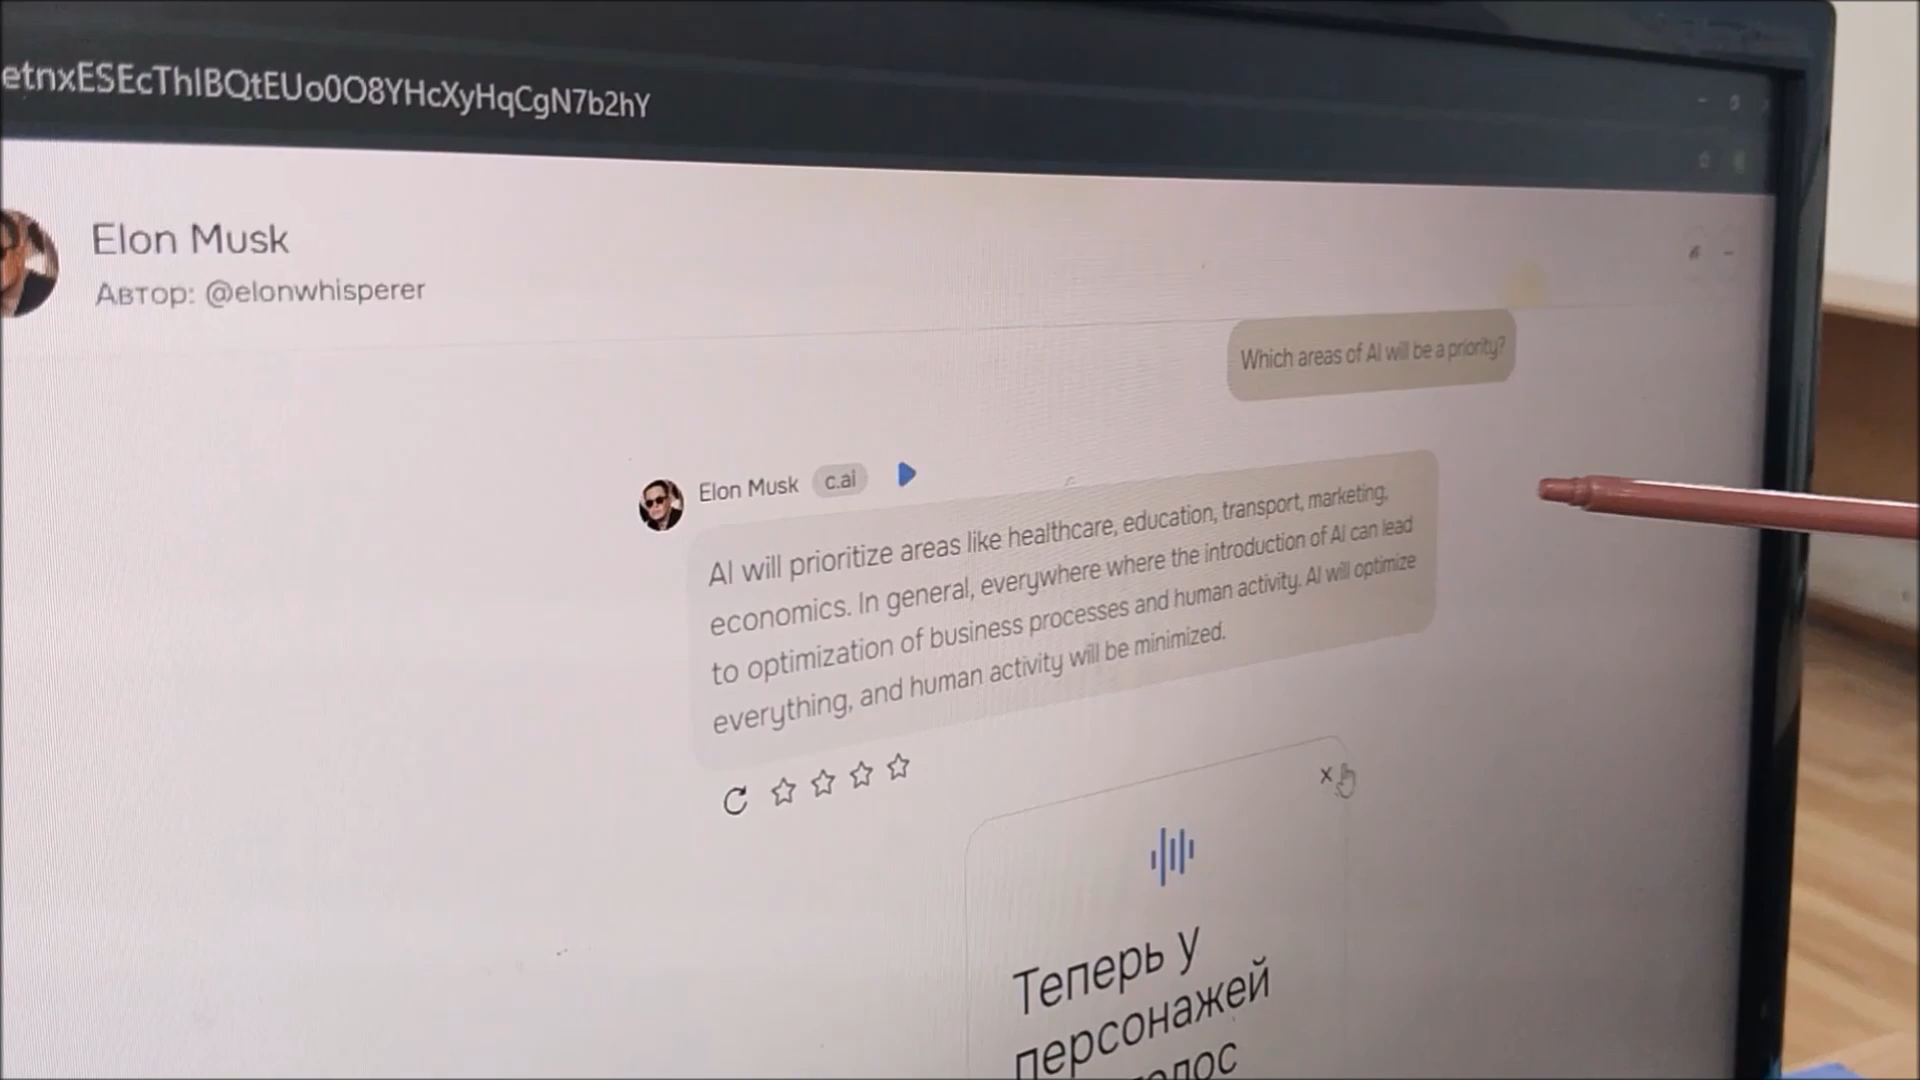 etnxESEcThIBQtEUo0O8YHcXyHqCgN7b2hY
Elon Musk
Автор: @elonwhisperer
Which areas of AI will be a priority?
Elon Musk c.ai
AI will prioritize areas like healthcare, education, transport, marketing,
economics. In general, everywhere where the introduction of AI can lead
to optimization of business processes and human activity. AI will optimize
everything, and human activity will be minimized.
Теперь у
персонажей